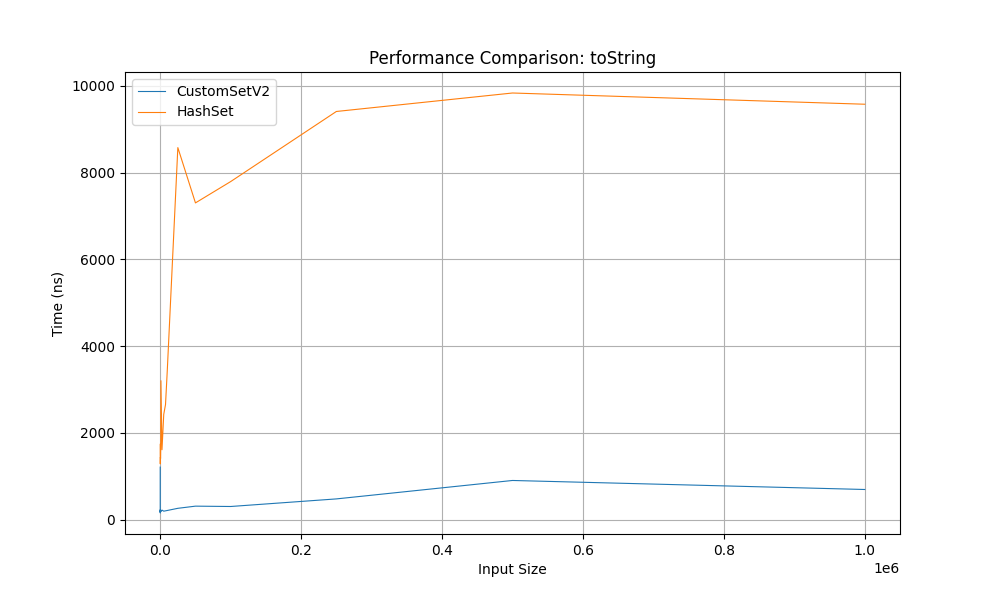 Performance Comparison: toString
CustomSetV2
HashSet
10000
8000
6000
4000
2000
0
Time (ns)
0.0 0.2 0.4 0.6 0.8 1.0
1e6
Input Size